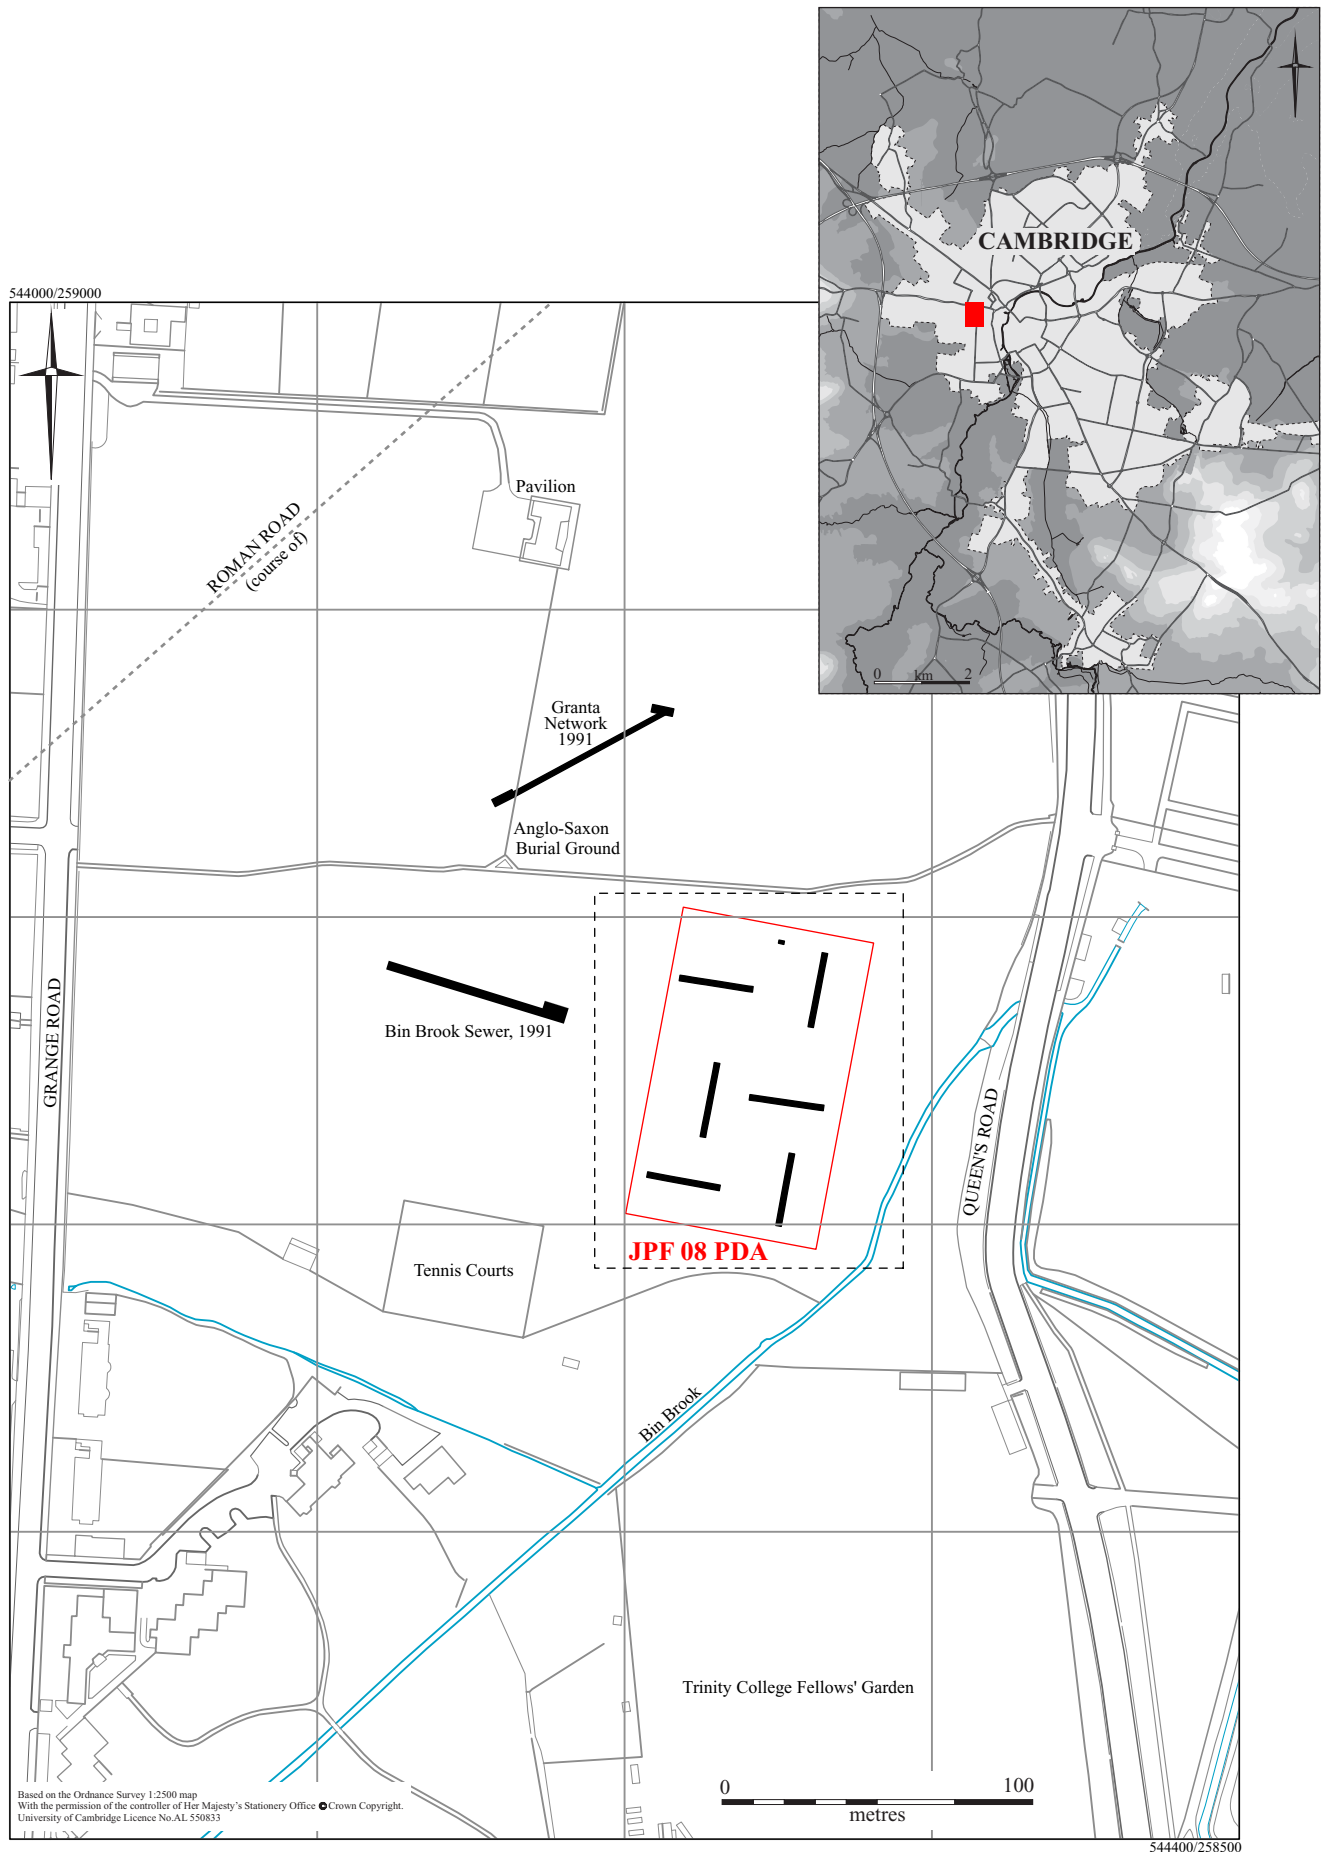 CAMBRIDGE
0 km 2
544000/259000
Pavilion
ROMAN ROAD
(course of)
Granta
Network
1991
Anglo-Saxon
Burial Ground
Bin Brook Sewer, 1991
GRANGE ROAD
QUEEN'S ROAD
JPF 08 PDA
Tennis Courts
Bin Brook
Trinity College Fellows' Garden
0 100
metres
Based on the Ordnance Survey 1:2500 map
With the permission of the controller of Her Majesty's Stationery Office © Crown Copyright.
University of Cambridge Licence No.AL 550833
544400/258500